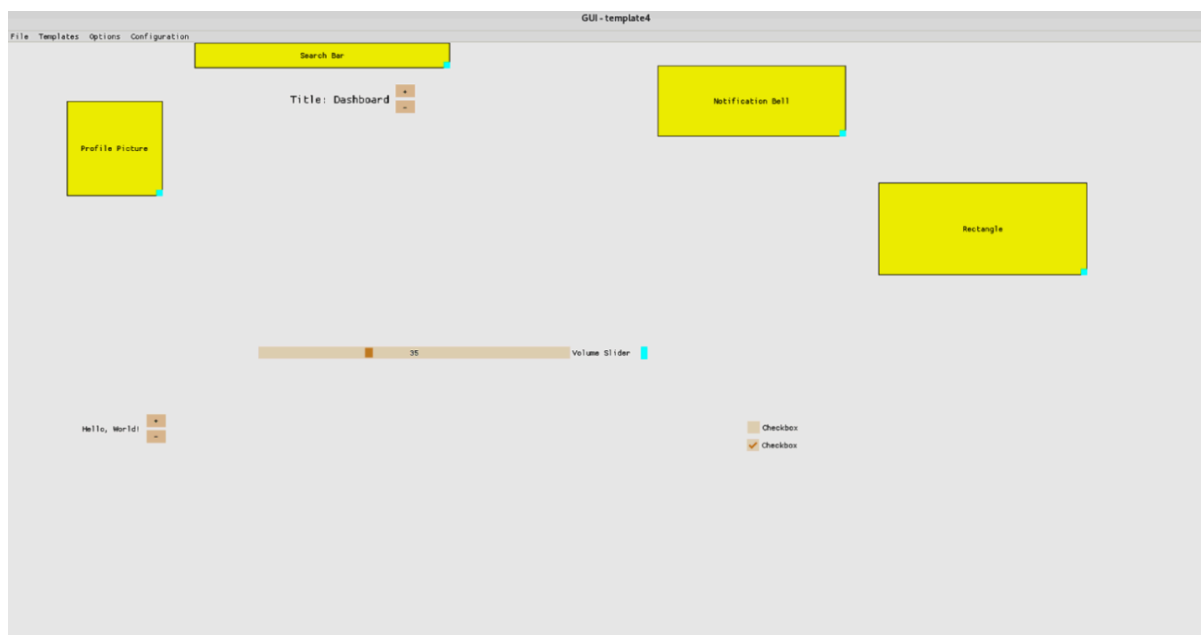 GUI - template4
File Templates Options Configuration
Search Bar
Title: Dashboard +
-
Notification Bell
Profile Picture
Rectangle
35 Volume Slider
Hello, World! +
-
Checkbox
Checkbox